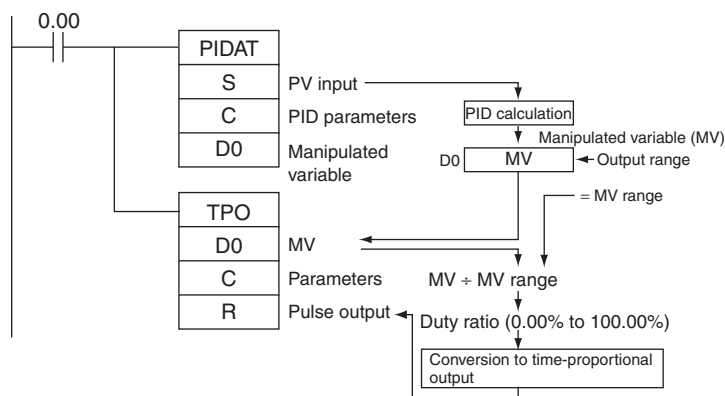 0.00
PIDAT
S
PV input
PID calculation
C
PID parameters
Manipulated variable (MV)
D0
Manipulated
variable
D0
MV
Output range
= MV range
TPO
D0
MV
C
Parameters
MV ÷ MV range
R
Pulse output
Duty ratio (0.00% to 100.00%)
Conversion to time-proportional
output